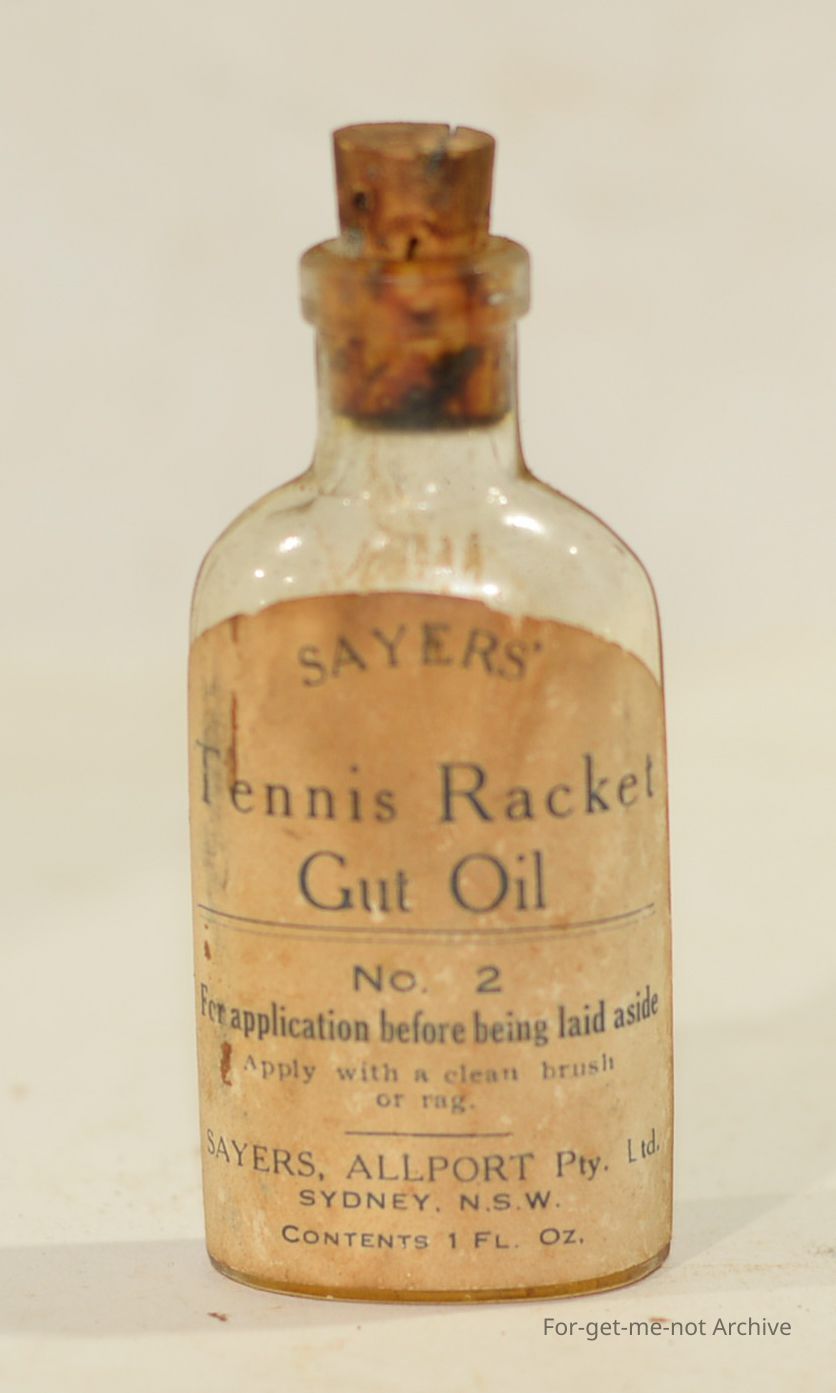 SAYERS'
Tennis Racket
Gut Oil
No. 2
For application before being laid aside
Apply with a clean brush
or rag.
SAYERS, ALLPORT Pty. Ltd.
SYDNEY, N.S.W.
CONTENTS 1 FL. OZ.
For-get-me-not Archive